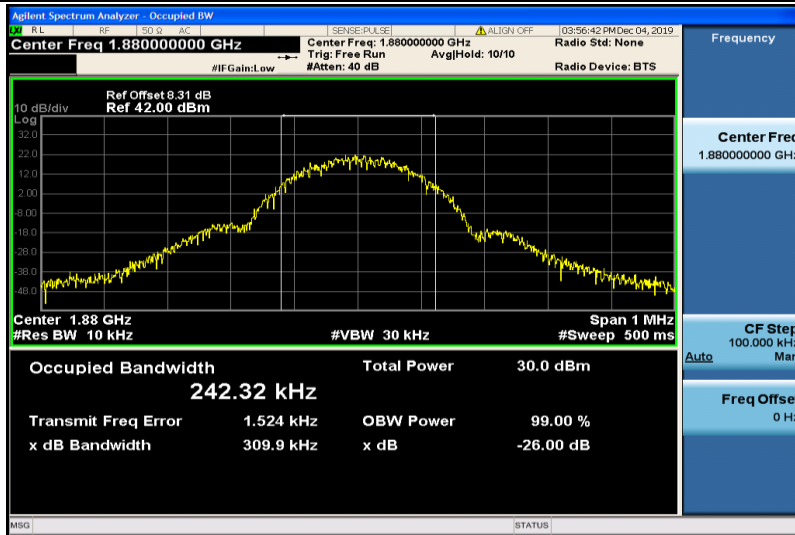 Agilent Spectrum Analyzer - Occupied BW
LXI RL RF 50 Ω AC SENSE:PULSE ALIGN OFF 03:56:42 PM Dec 04, 2019
Center Freq 1.880000000 GHz
Center Freq: 1.880000000 GHz Radio Std: None
Trig: Free Run Avg|Hold: 10/10
#IFGain:Low #Atten: 40 dB Radio Device: BTS
Ref Offset 8.31 dB
10 dB/div Ref 42.00 dBm
Log
32.0
22.0
12.0
2.00
-8.00
-18.0
-28.0
-38.0
-48.0
Center 1.88 GHz Span 1 MHz
#Res BW 10 kHz #VBW 30 kHz #Sweep 500 ms
Occupied Bandwidth Total Power 30.0 dBm
242.32 kHz
Transmit Freq Error 1.524 kHz OBW Power 99.00 %
x dB Bandwidth 309.9 kHz x dB -26.00 dB
MSG STATUS
Frequency
Center Freq
1.880000000 GHz
CF Step
100.000 kHz
Auto Man
Freq Offset
0 Hz